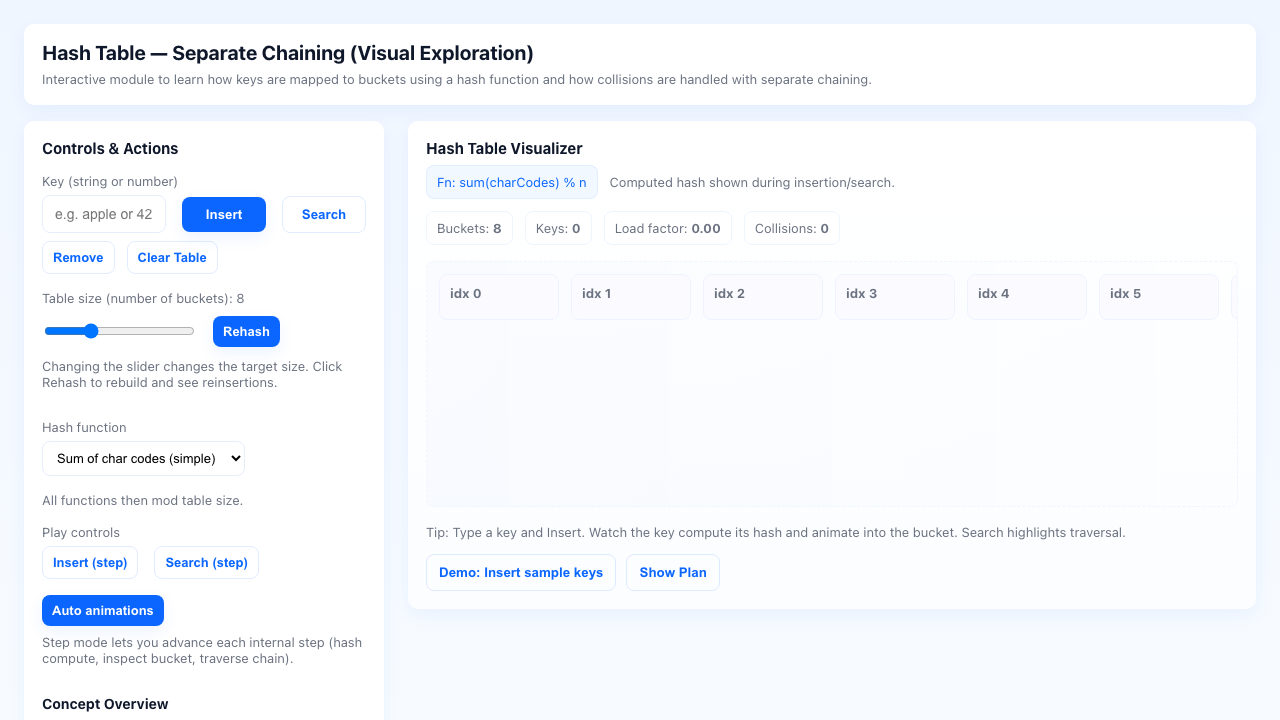 Hash Table — Separate Chaining (Visual Exploration)
Interactive module to learn how keys are mapped to buckets using a hash function and how collisions are handled with separate chaining.
Controls & Actions
Key (string or number)
e.g. apple or 42
Insert
Search
Remove
Clear Table
Table size (number of buckets): 8
Rehash
Changing the slider changes the target size. Click
Rehash to rebuild and see reinsertions.
Hash function
Sum of char codes (simple)
All functions then mod table size.
Play controls
Insert (step)
Search (step)
Auto animations
Step mode lets you advance each internal step (hash
compute, inspect bucket, traverse chain).
Concept Overview
Hash Table Visualizer
Fn: sum(charCodes) % n
Computed hash shown during insertion/search.
Buckets: 8
Keys: 0
Load factor: 0.00
Collisions: 0
idx 0
idx 1
idx 2
idx 3
idx 4
idx 5
Tip: Type a key and Insert. Watch the key compute its hash and animate into the bucket. Search highlights traversal.
Demo: Insert sample keys
Show Plan